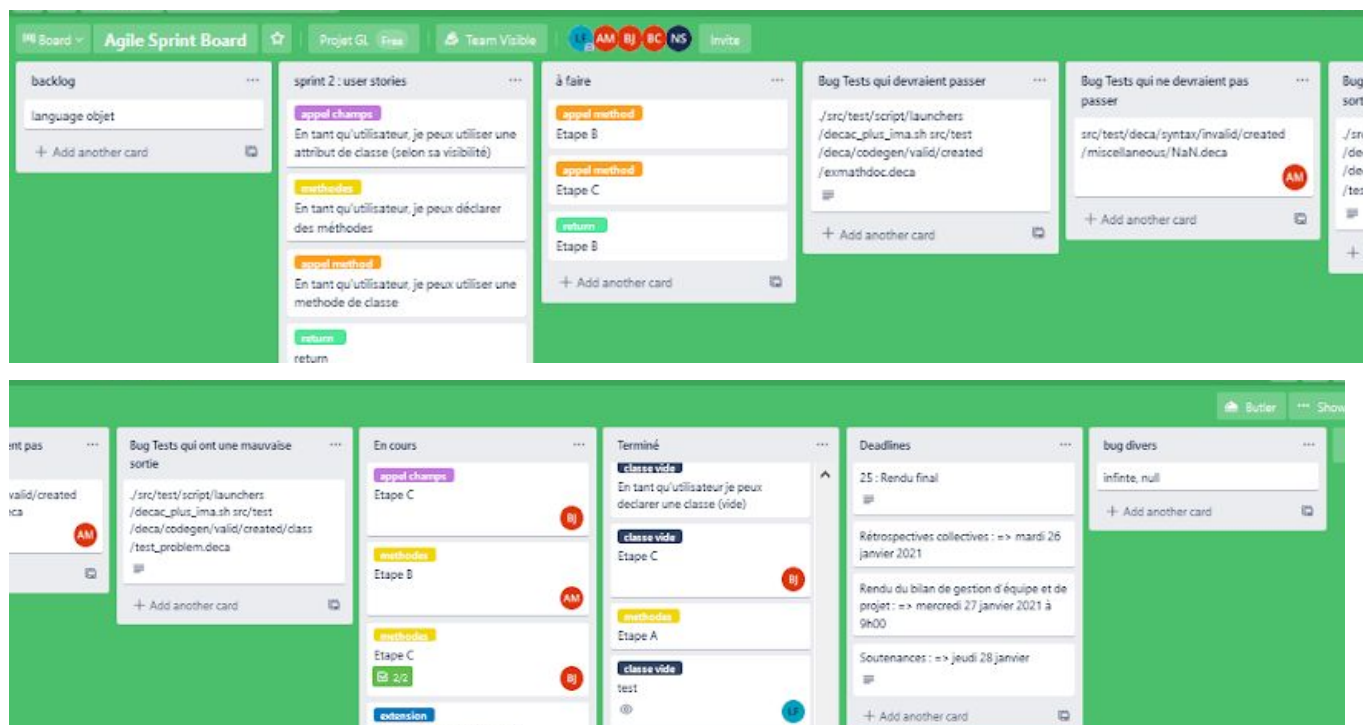 Board
Agile Sprint Board
Projet GL Free
Team Visible
LF AM BJ BC NS
Invite
backlog
language objet
+ Add another card
sprint 2 : user stories
appel champs
En tant qu'utilisateur, je peux utiliser une
attribut de classe (selon sa visibilité)
methodes
En tant qu'utilisateur, je peux déclarer
des méthodes
appel method
En tant qu'utilisateur, je peux utiliser une
methode de classe
return
return
à faire
appel method
Etape B
appel method
Etape C
return
Etape B
+ Add another card
Bug Tests qui devraient passer
./src/test/script/launchers
/decac_plus_ima.sh src/test
/deca/codegen/valid/created
/exmathdoc.deca
+ Add another card
Bug Tests qui ne devraient pas
passer
src/test/deca/syntax/invalid/created
/miscellaneous/NaN.deca
AM
+ Add another card
Bug
sort
./src
/de
/de
/tes
+
Butler
Show
ent pas
valid/created
ca
AM
Bug Tests qui ont une mauvaise
sortie
./src/test/script/launchers
/decac_plus_ima.sh src/test
/deca/codegen/valid/created/class
/test_problem.deca
+ Add another card
En cours
appel champs
Etape C
BJ
methodes
Etape B
AM
methodes
Etape C
2/2
BJ
extension
Terminé
classe vide
En tant qu'utilisateur je peux
declarer une classe (vide)
classe vide
Etape C
BJ
methodes
Etape A
classe vide
test
LF
Deadlines
25 : Rendu final
Rétrospectives collectives : => mardi 26
janvier 2021
Rendu du bilan de gestion d'équipe et de
projet : => mercredi 27 janvier 2021 à
9h00
Soutenances : => jeudi 28 janvier
+ Add another card
bug divers
infinte, null
+ Add another card